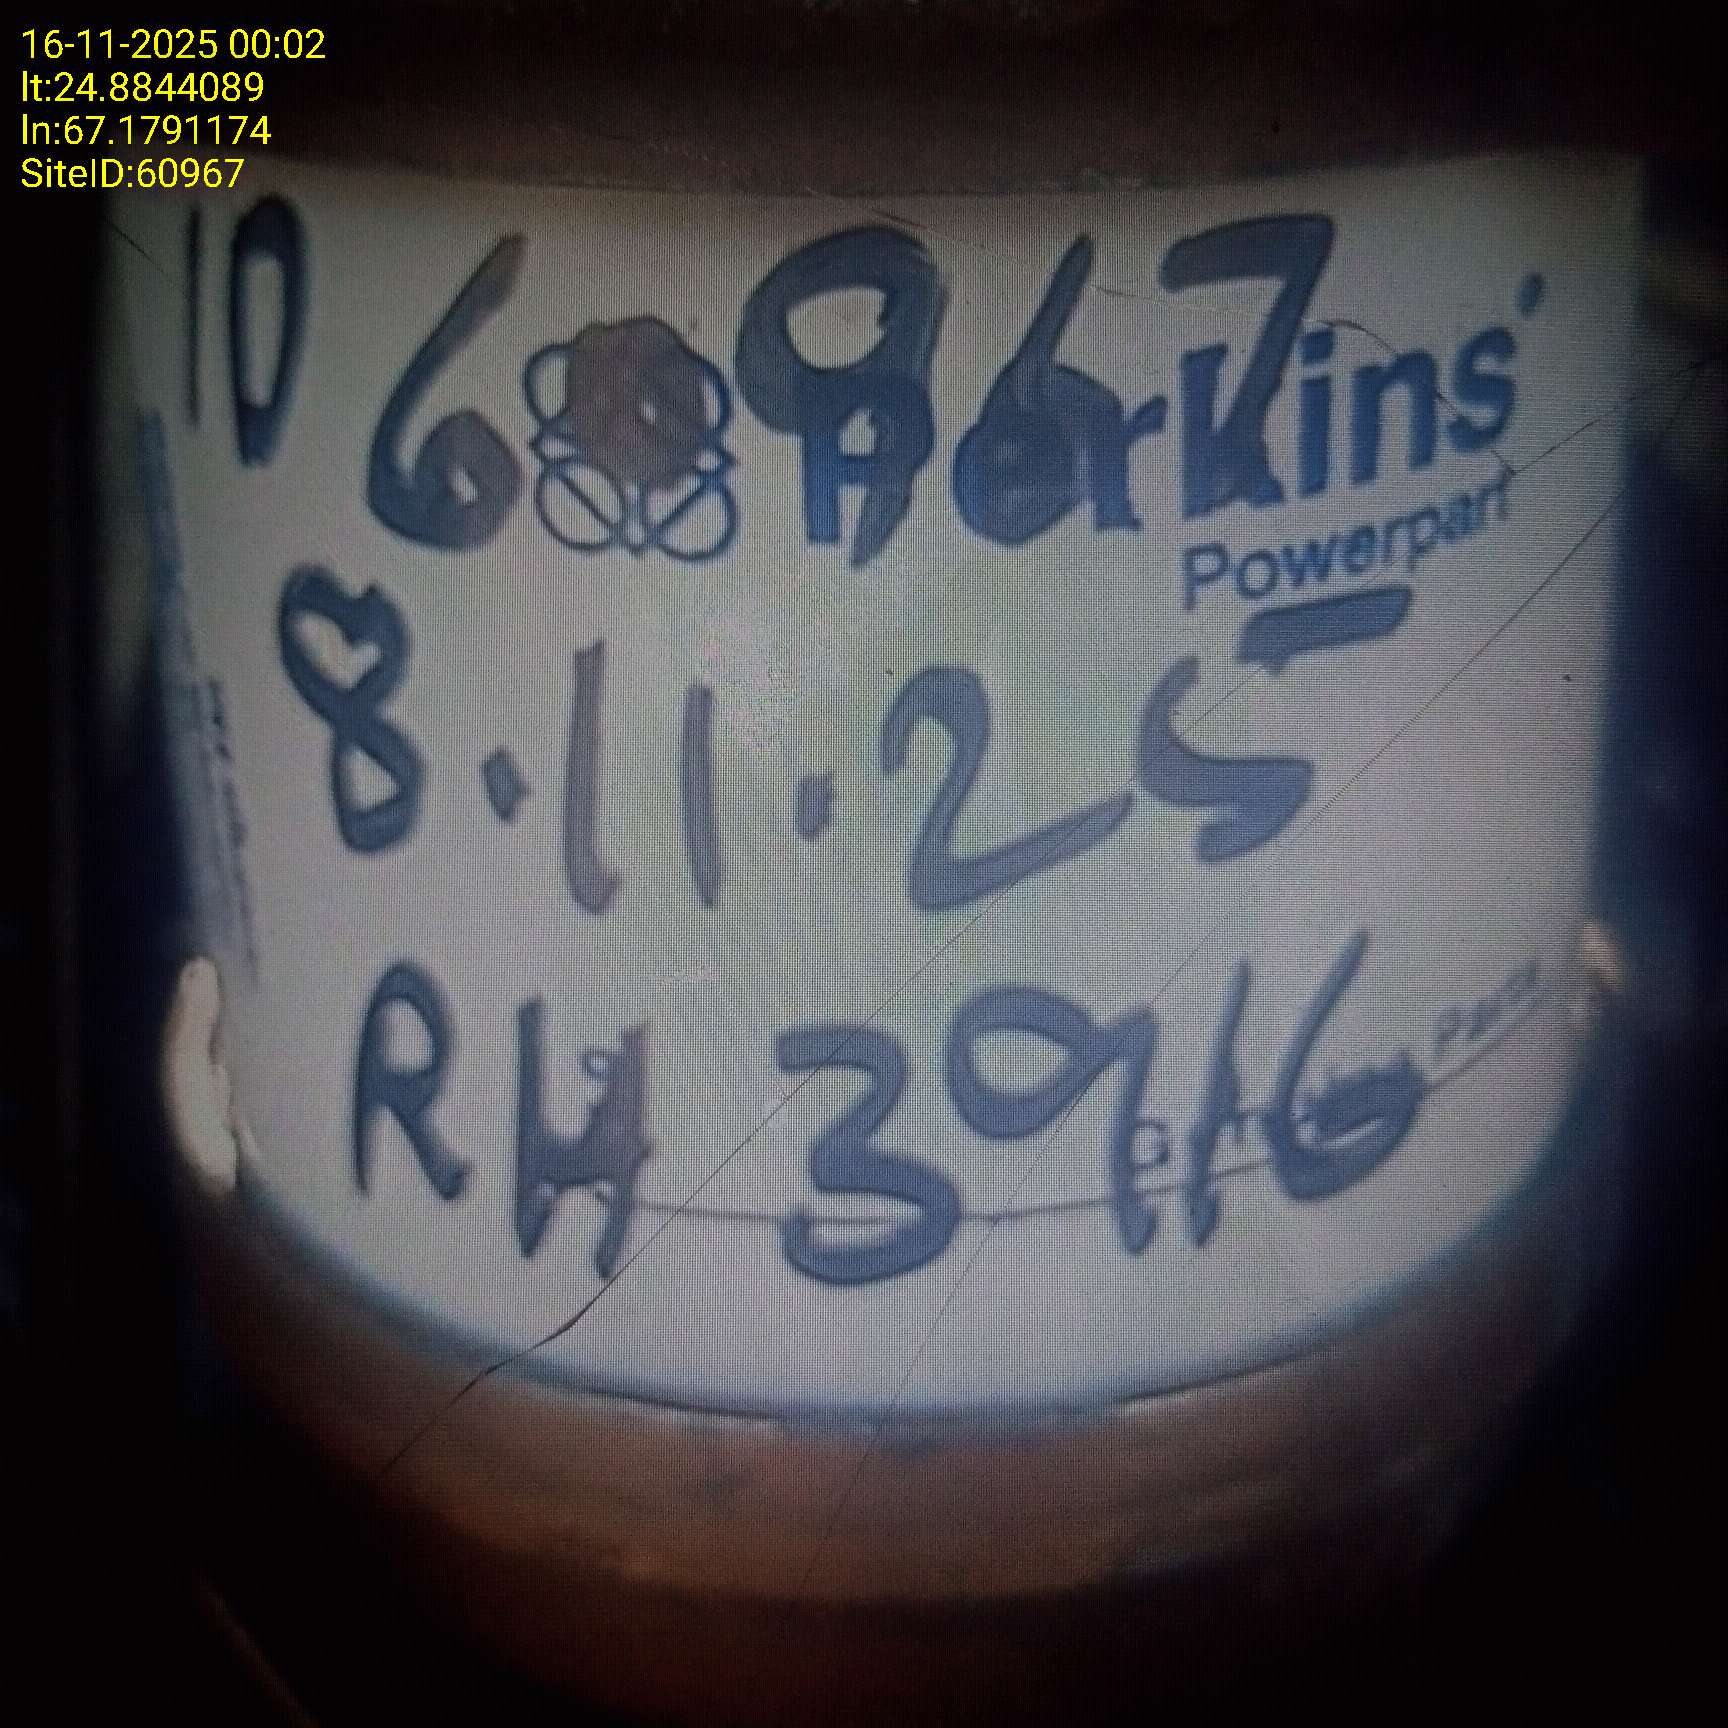 16-11-2025 00:02
lt:24.8844089
ln:67.1791174
SiteID:60967
ID 60967
Perkins
Powerpart
8.11.25
RH 3916